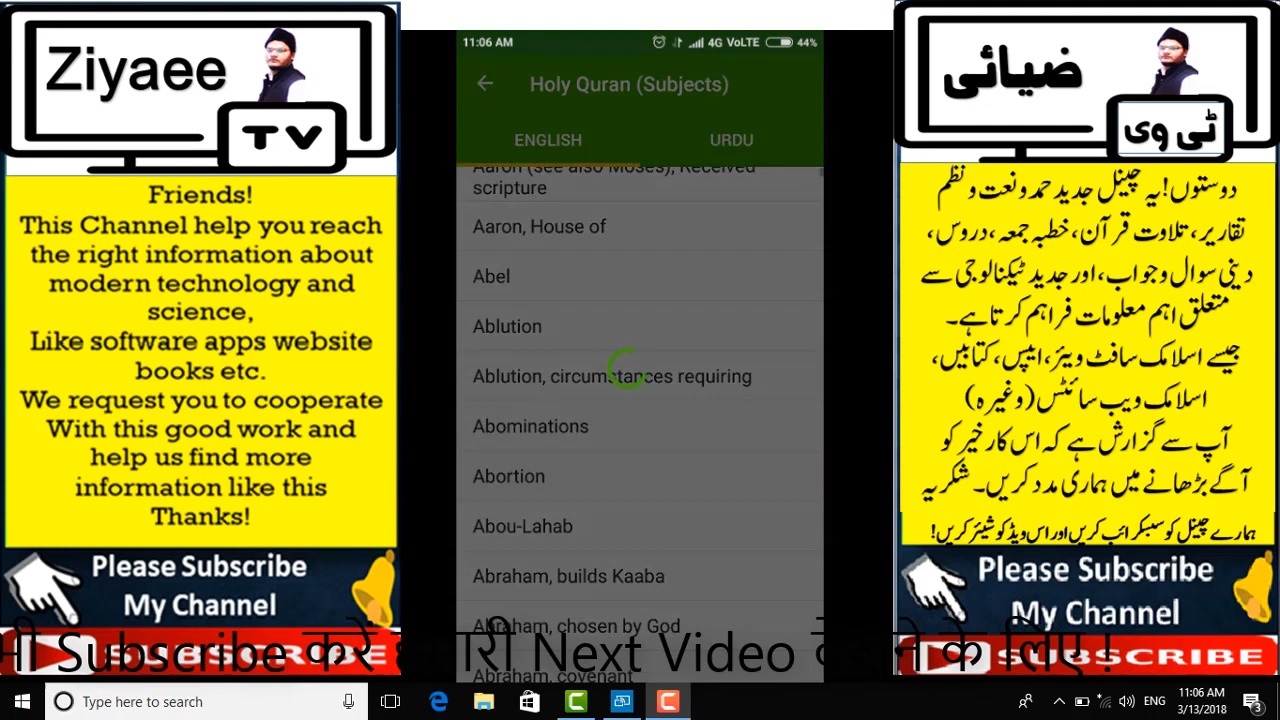 Ziyaee
TV
Friends!
This Channel help you reach
the right information about
modern technology and
science,
Like software apps website
books etc.
We request you to cooperate
With this good work and
help us find more
information like this
Thanks!
Please Subscribe
My Channel
SUBSCRIBE
11:06 AM
4G VoLTE 44%
Holy Quran (Subjects)
ENGLISH
URDU
Aaron (see also Moses), Received
scripture
Aaron, House of
Abel
Ablution
Ablution, circumstances requiring
Abominations
Abortion
Abou-Lahab
Abraham, builds Kaaba
Abraham, chosen by God
Abraham, covenant
ضیائی
ٹی وی
دوستوں! یہ چینل جدید حمد و نعت و نظم
تقاریر، تلاوت قرآن، خطبہ جمعہ، دروس،
دینی سوال و جواب، اور جدید ٹیکنالوجی سے
متعلق اہم معلومات فراہم کرتا ہے۔
جیسے اسلامک سافٹ ویئر، ایپس، کتابیں،
اسلامک ویب سائٹس (وغیرہ)
آپ سے گزارش ہے کہ اس کار خیر کو
آگے بڑھانے میں ہماری مدد کریں۔ شکریہ
ہمارے چینل کو سبسکرائب کریں اور اس ویڈیو کو شیئر کریں!
Please Subscribe
My Channel
SUBSCRIBE
भी Subscribe करें हमारी Next Video देखने के लिए !
Type here to search
ENG
11:06 AM
3/13/2018
3